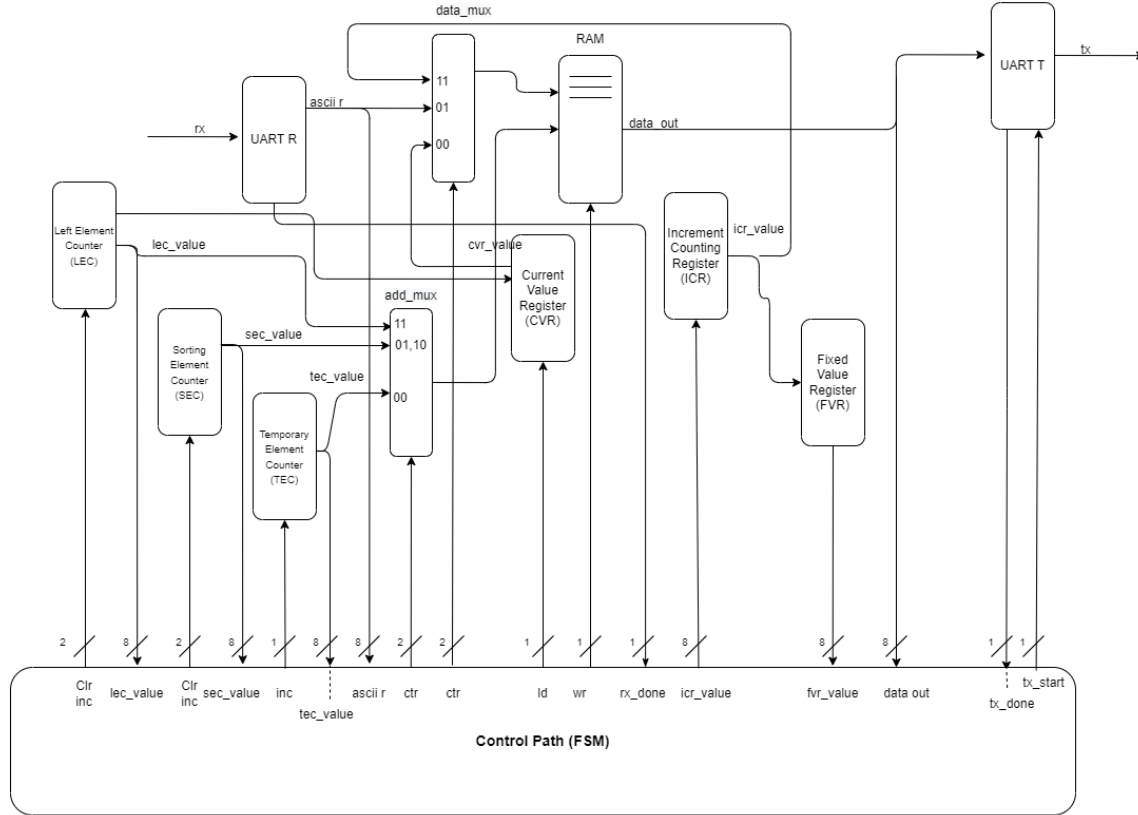 data_mux
RAM
tx
UART T
11
ascii r
01
rx
UART R
data_out
00
Left Element
Counter
(LEC)
lec_value
cvr_value
Increment
Counting
Register
(ICR)
icr_value
Current
Value
Register
(CVR)
add_mux
11
01,10
00
Sorting
Element
Counter
(SEC)
sec_value
tec_value
Fixed
Value
Register
(FVR)
Temporary
Element
Counter
(TEC)
2
8
2
8
1
8
8
2
2
1
1
1
8
8
8
1
1
Clr
inc
lec_value
Clr
inc
sec_value
inc
tec_value
ascii r
ctr
ctr
ld
wr
rx_done
icr_value
fvr_value
data out
tx_done
tx_start
Control Path (FSM)